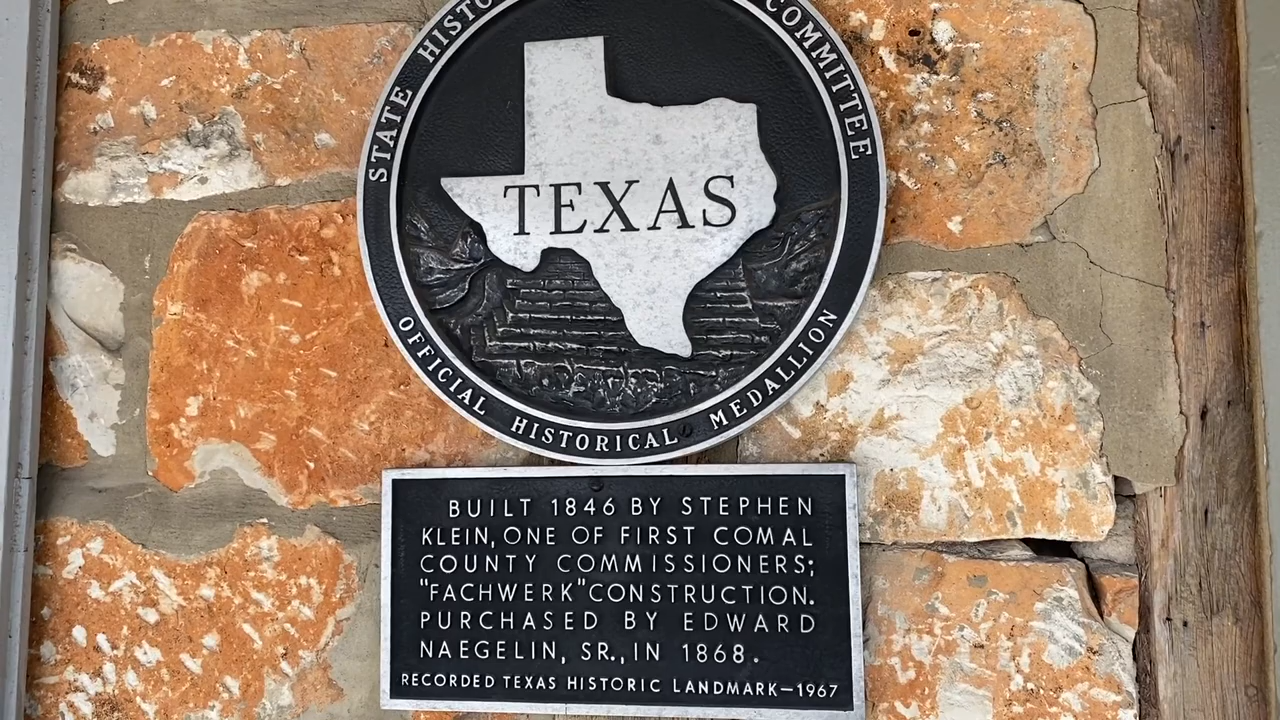 STATE HISTO
COMMITTEE
TEXAS
OFFICIAL HISTORICAL MEDALLION
BUILT 1846 BY STEPHEN
KLEIN, ONE OF FIRST COMAL
COUNTY COMMISSIONERS;
"FACHWERK" CONSTRUCTION.
PURCHASED BY EDWARD
NAEGELIN, SR., IN 1868.
RECORDED TEXAS HISTORIC LANDMARK—1967